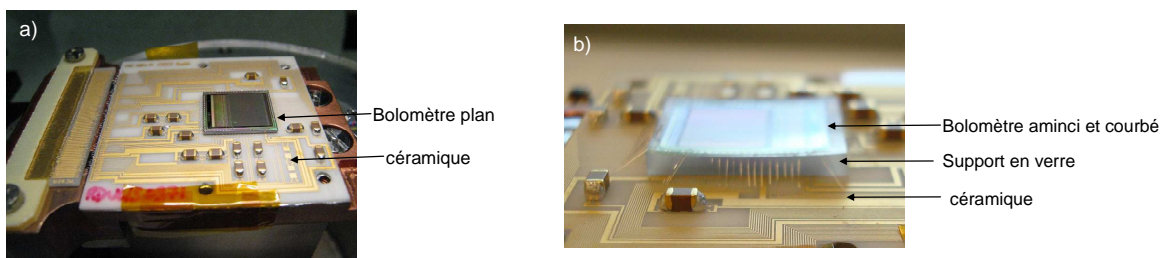 a)
Bolomètre plan
céramique
b)
Bolomètre aminci et courbé
Support en verre
céramique